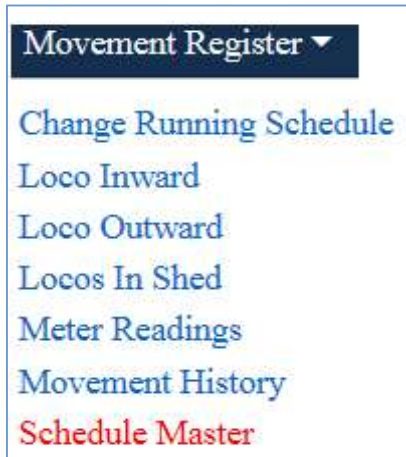 Movement Register
Change Running Schedule
Loco Inward
Loco Outward
Locos In Shed
Meter Readings
Movement History
Schedule Master